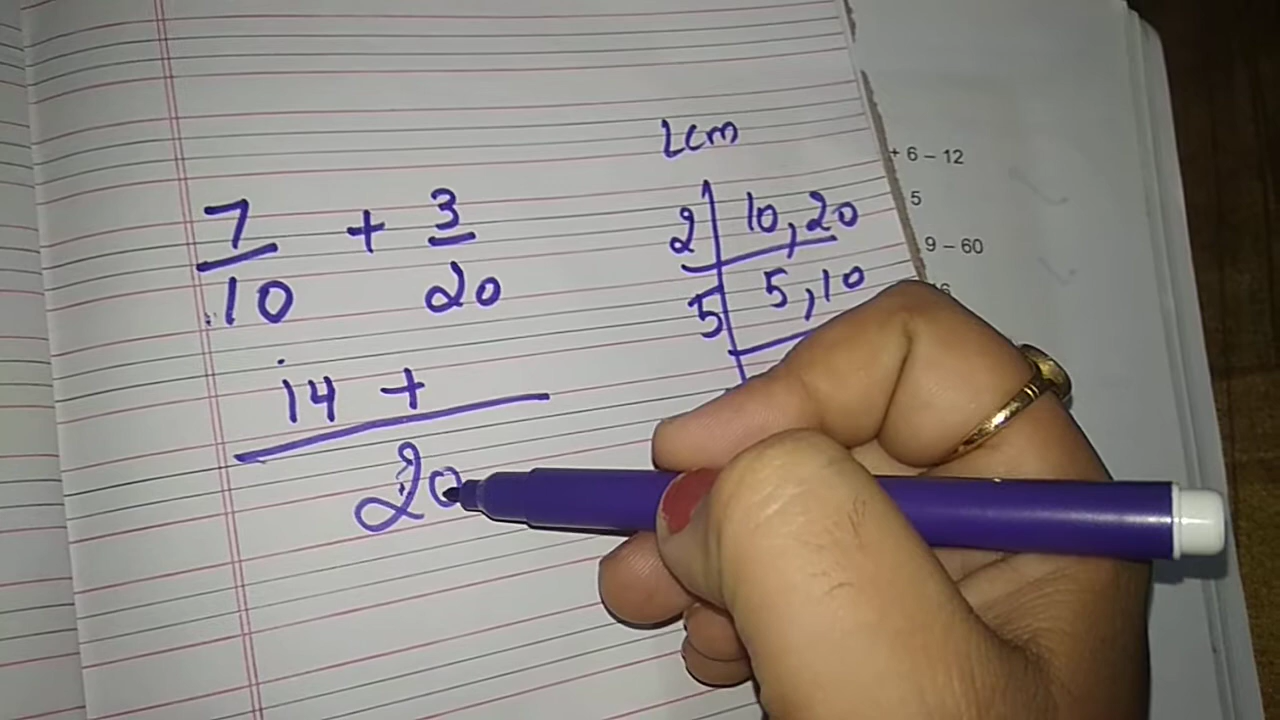 7/10 + 3/20
14 +
20
Lcm
2 | 10, 20
5 | 5, 10
+ 6 – 12
5
9 – 60